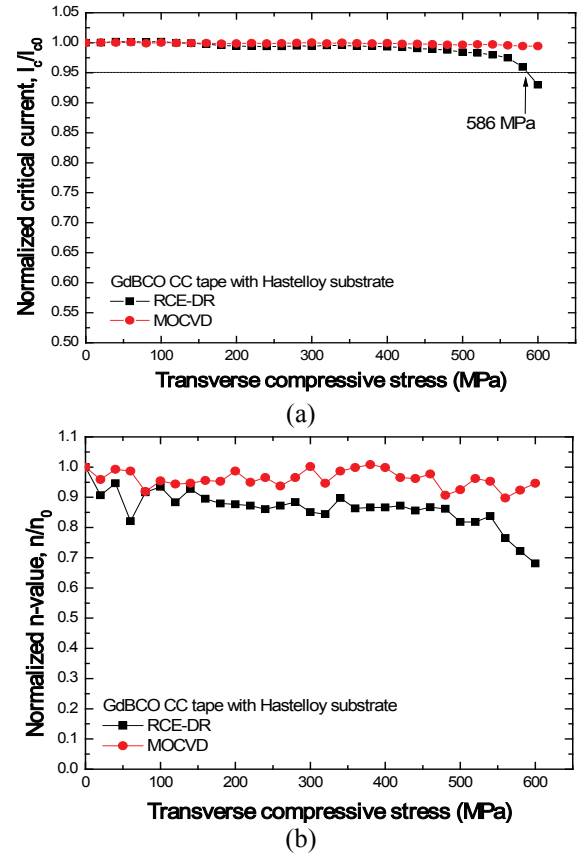 1.05
1.00
0.95
0.90
0.85
0.80
0.75
0.70
0.65
0.60
0.55
0.50
Normalized critical current, I_c/I_c0
586 MPa
GdBCO CC tape with Hastelloy substrate
RCE-DR
MOCVD
0 100 200 300 400 500 600
Transverse compressive stress (MPa)
(a)
1.1
1.0
0.9
0.8
0.7
0.6
0.5
0.4
0.3
0.2
0.1
0.0
Normalized n-value, n/n_0
GdBCO CC tape with Hastelloy substrate
RCE-DR
MOCVD
0 100 200 300 400 500 600
Transverse compressive stress (MPa)
(b)